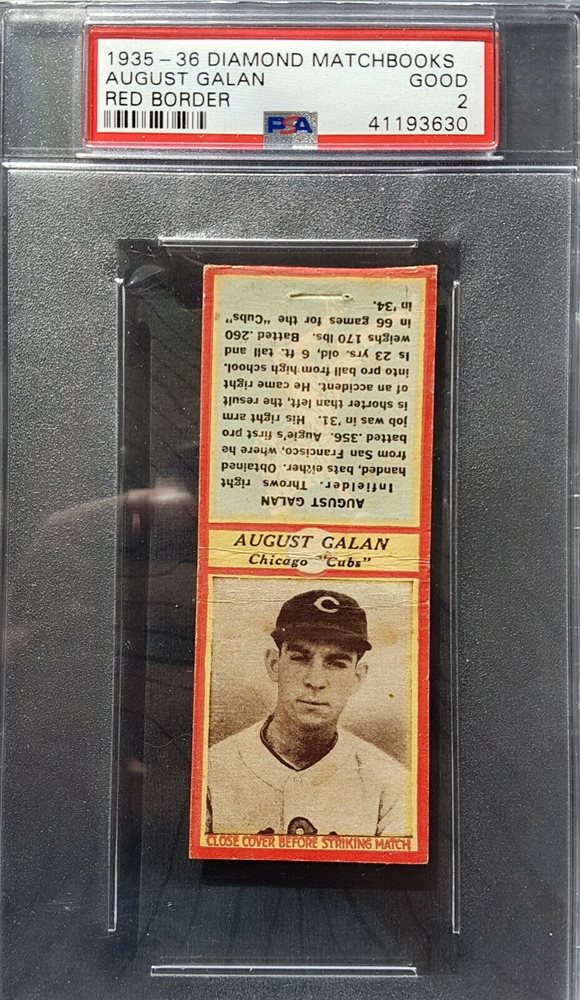 1935-36 DIAMOND MATCHBOOKS
AUGUST GALAN GOOD
RED BORDER 2
PSA 41193630
AUGUST GALAN
Infielder. Throws right
handed, bats either. Obtained
from San Francisco, where he
batted .356. Augie's first pro
job was in '31. His right arm
is shorter than left, the result
of an accident. He came right
into pro ball from high school.
Is 23 yrs. old, 6 ft. tall and
weighs 170 lbs. Batted .260
in 66 games for the "Cubs"
in '34.
AUGUST GALAN
Chicago "Cubs"
C
CLOSE COVER BEFORE STRIKING MATCH